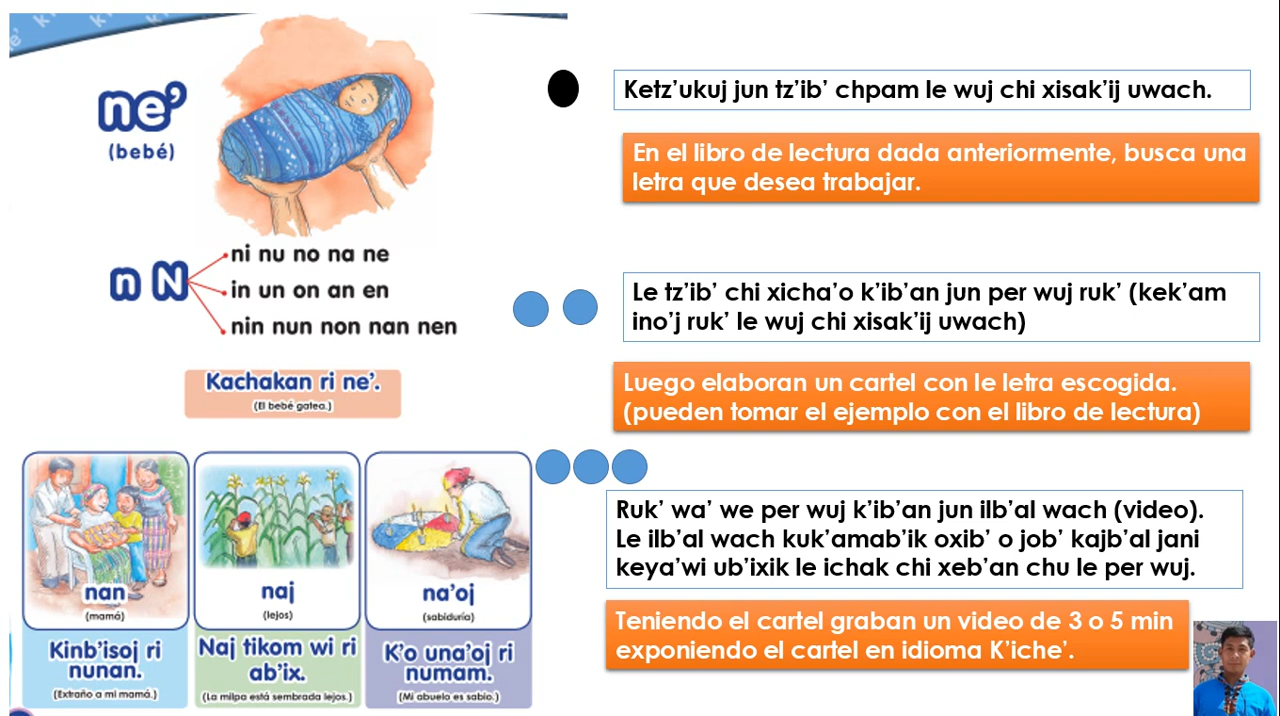 ne'
(bebé)
n N
ni nu no na ne
in un on an en
nin nun non nan nen
Kachakan ri ne'.
(El bebé gatea.)
nan
(mamá)
Kinb'isoj ri
nunan.
(Extraño a mi mamá.)
naj
(lejos)
Naj tikom wi ri
ab'ix.
(La milpa está sembrada lejos.)
na'oj
(sabiduría)
K'o una'oj ri
numam.
(Mi abuelo es sabio.)
Ketz'ukuj jun tz'ib' chpam le wuj chi xisak'ij uwach.
En el libro de lectura dada anteriormente, busca una
letra que desea trabajar.
Le tz'ib' chi xicha'o k'ib'an jun per wuj ruk' (kek'am
ino'j ruk' le wuj chi xisak'ij uwach)
Luego elaboran un cartel con le letra escogida.
(pueden tomar el ejemplo con el libro de lectura)
Ruk' wa' we per wuj k'ib'an jun ilb'al wach (video).
Le ilb'al wach kuk'amab'ik oxib' o job' kajb'al jani
keya'wi ub'ixik le ichak chi xeb'an chu le per wuj.
Teniendo el cartel graban un video de 3 o 5 min
exponiendo el cartel en idioma K'iche'.